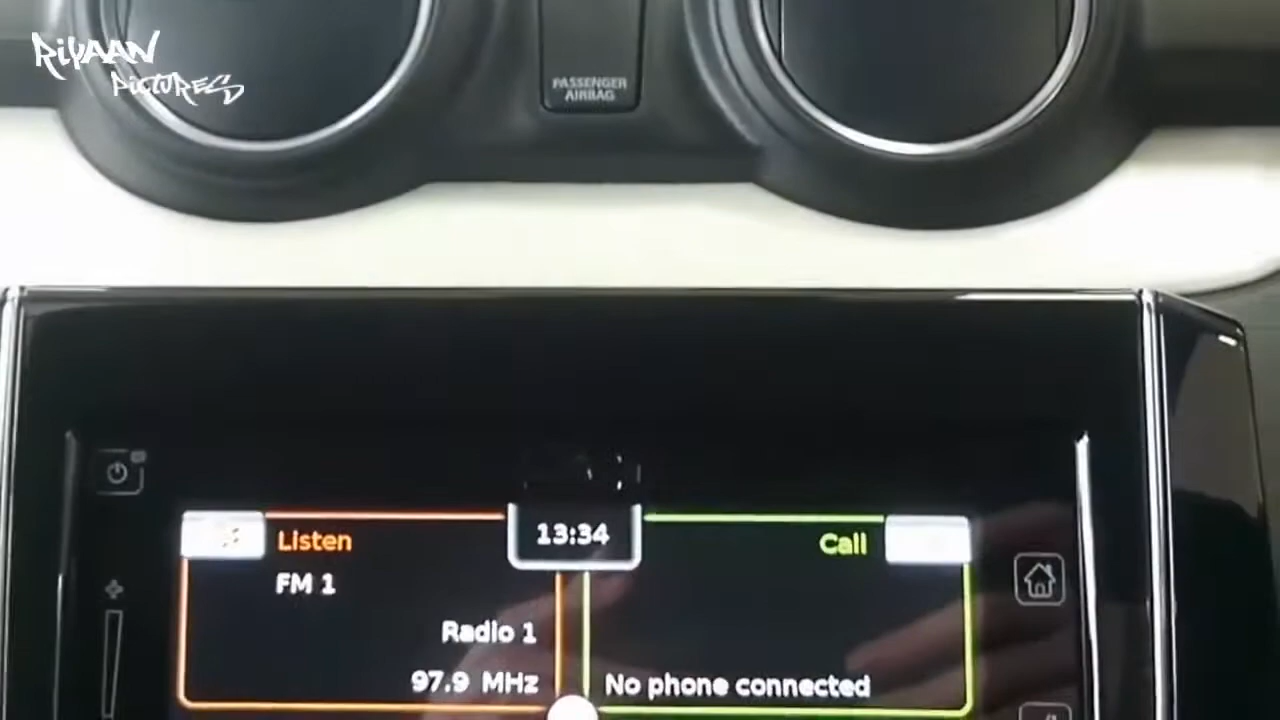 RiYAAN
PiCTURES
PASSENGER
AIRBAG
13:34
Listen
Call
FM 1
Radio 1
97.9 MHz
No phone connected